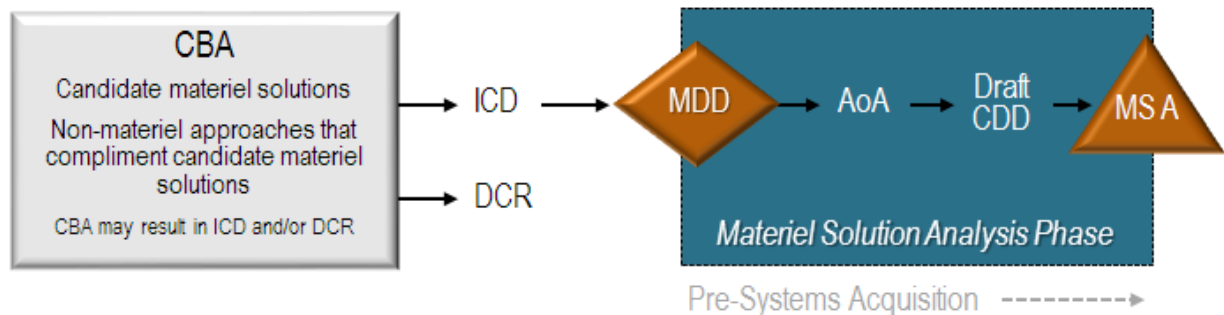 CBA
Candidate materiel solutions
Non-materiel approaches that
compliment candidate materiel
solutions
CBA may result in ICD and/or DCR
ICD
DCR
MDD
AoA
Draft
CDD
MS A
Materiel Solution Analysis Phase
Pre-Systems Acquisition